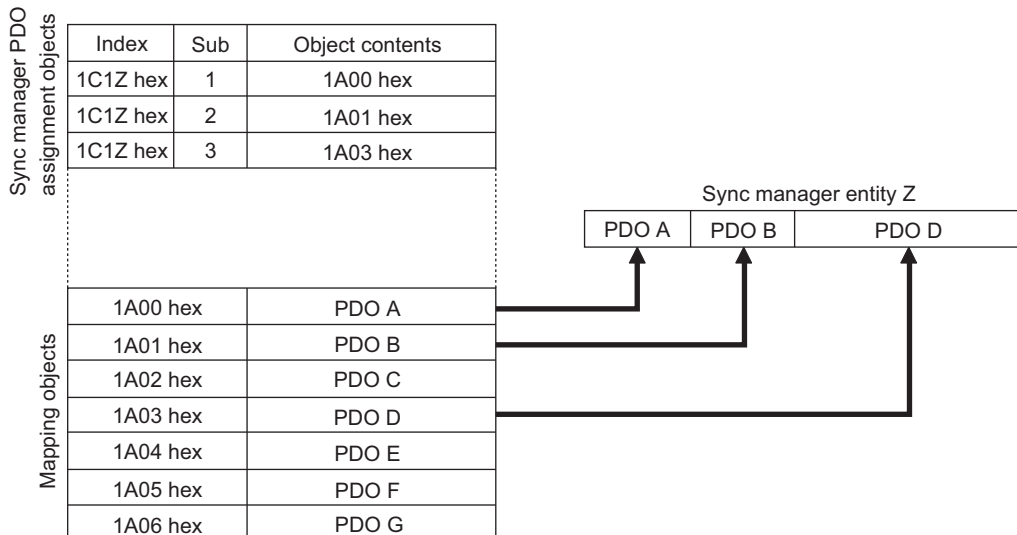 Sync manager PDO
assignment objects
Index Sub Object contents
1C1Z hex 1 1A00 hex
1C1Z hex 2 1A01 hex
1C1Z hex 3 1A03 hex
Sync manager entity Z
PDO A PDO B PDO D
Mapping objects
1A00 hex PDO A
1A01 hex PDO B
1A02 hex PDO C
1A03 hex PDO D
1A04 hex PDO E
1A05 hex PDO F
1A06 hex PDO G